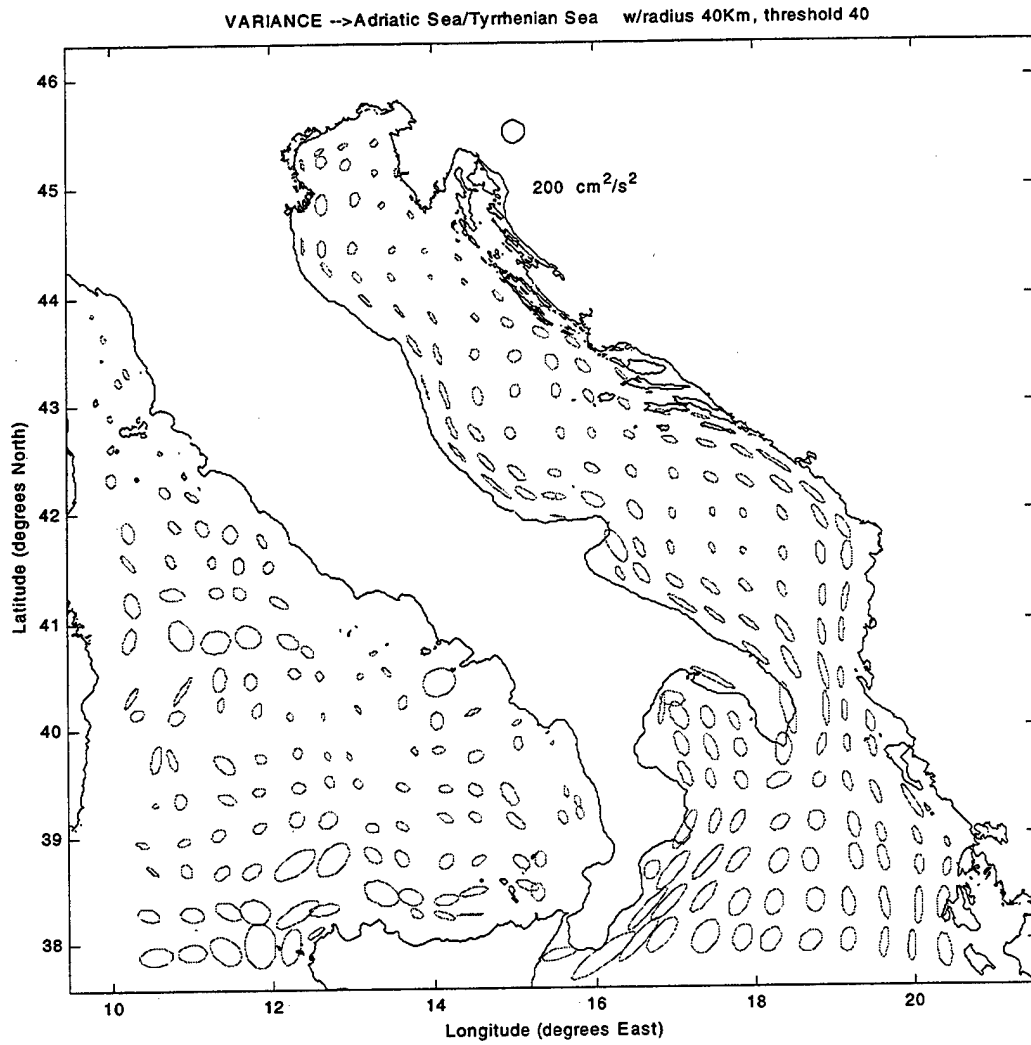 VARIANCE -->Adriatic Sea/Tyrrhenian Sea w/radius 40Km, threshold 40
46
45
44
43
42
41
40
39
38
200 cm²/s²
Latitude (degrees North)
10 12 14 16 18 20
Longitude (degrees East)